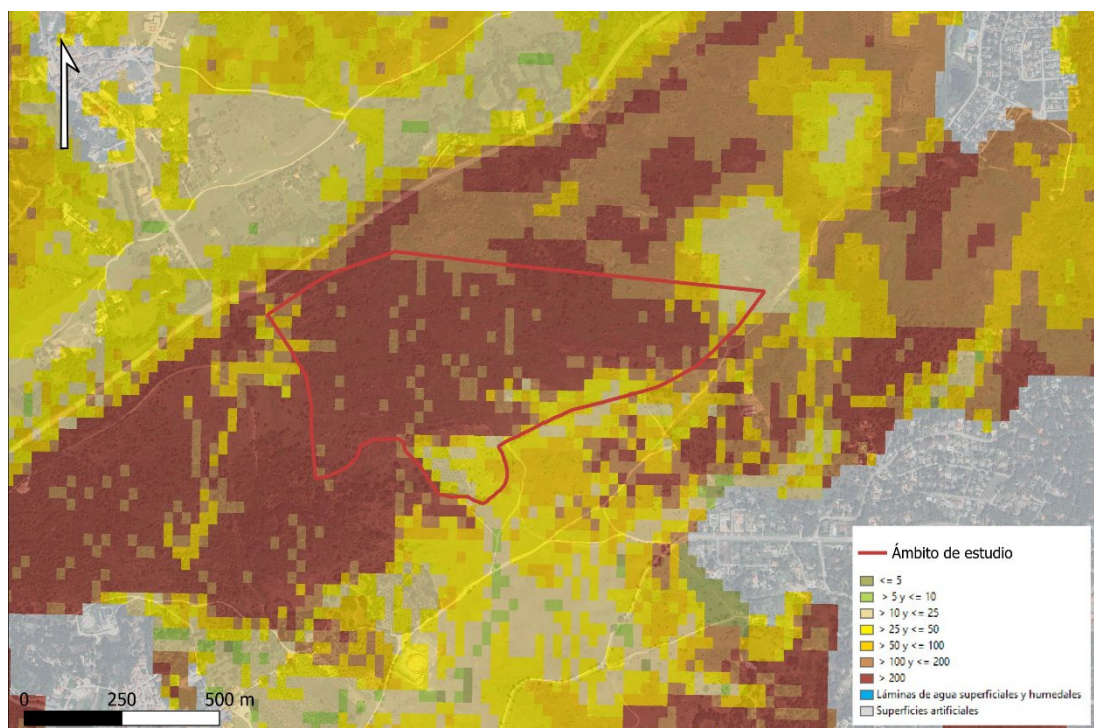 Ámbito de estudio
<= 5
> 5 y <= 10
> 10 y <= 25
> 25 y <= 50
> 50 y <= 100
> 100 y <= 200
> 200
Láminas de agua superficiales y humedales
Superficies artificiales
0 250 500 m